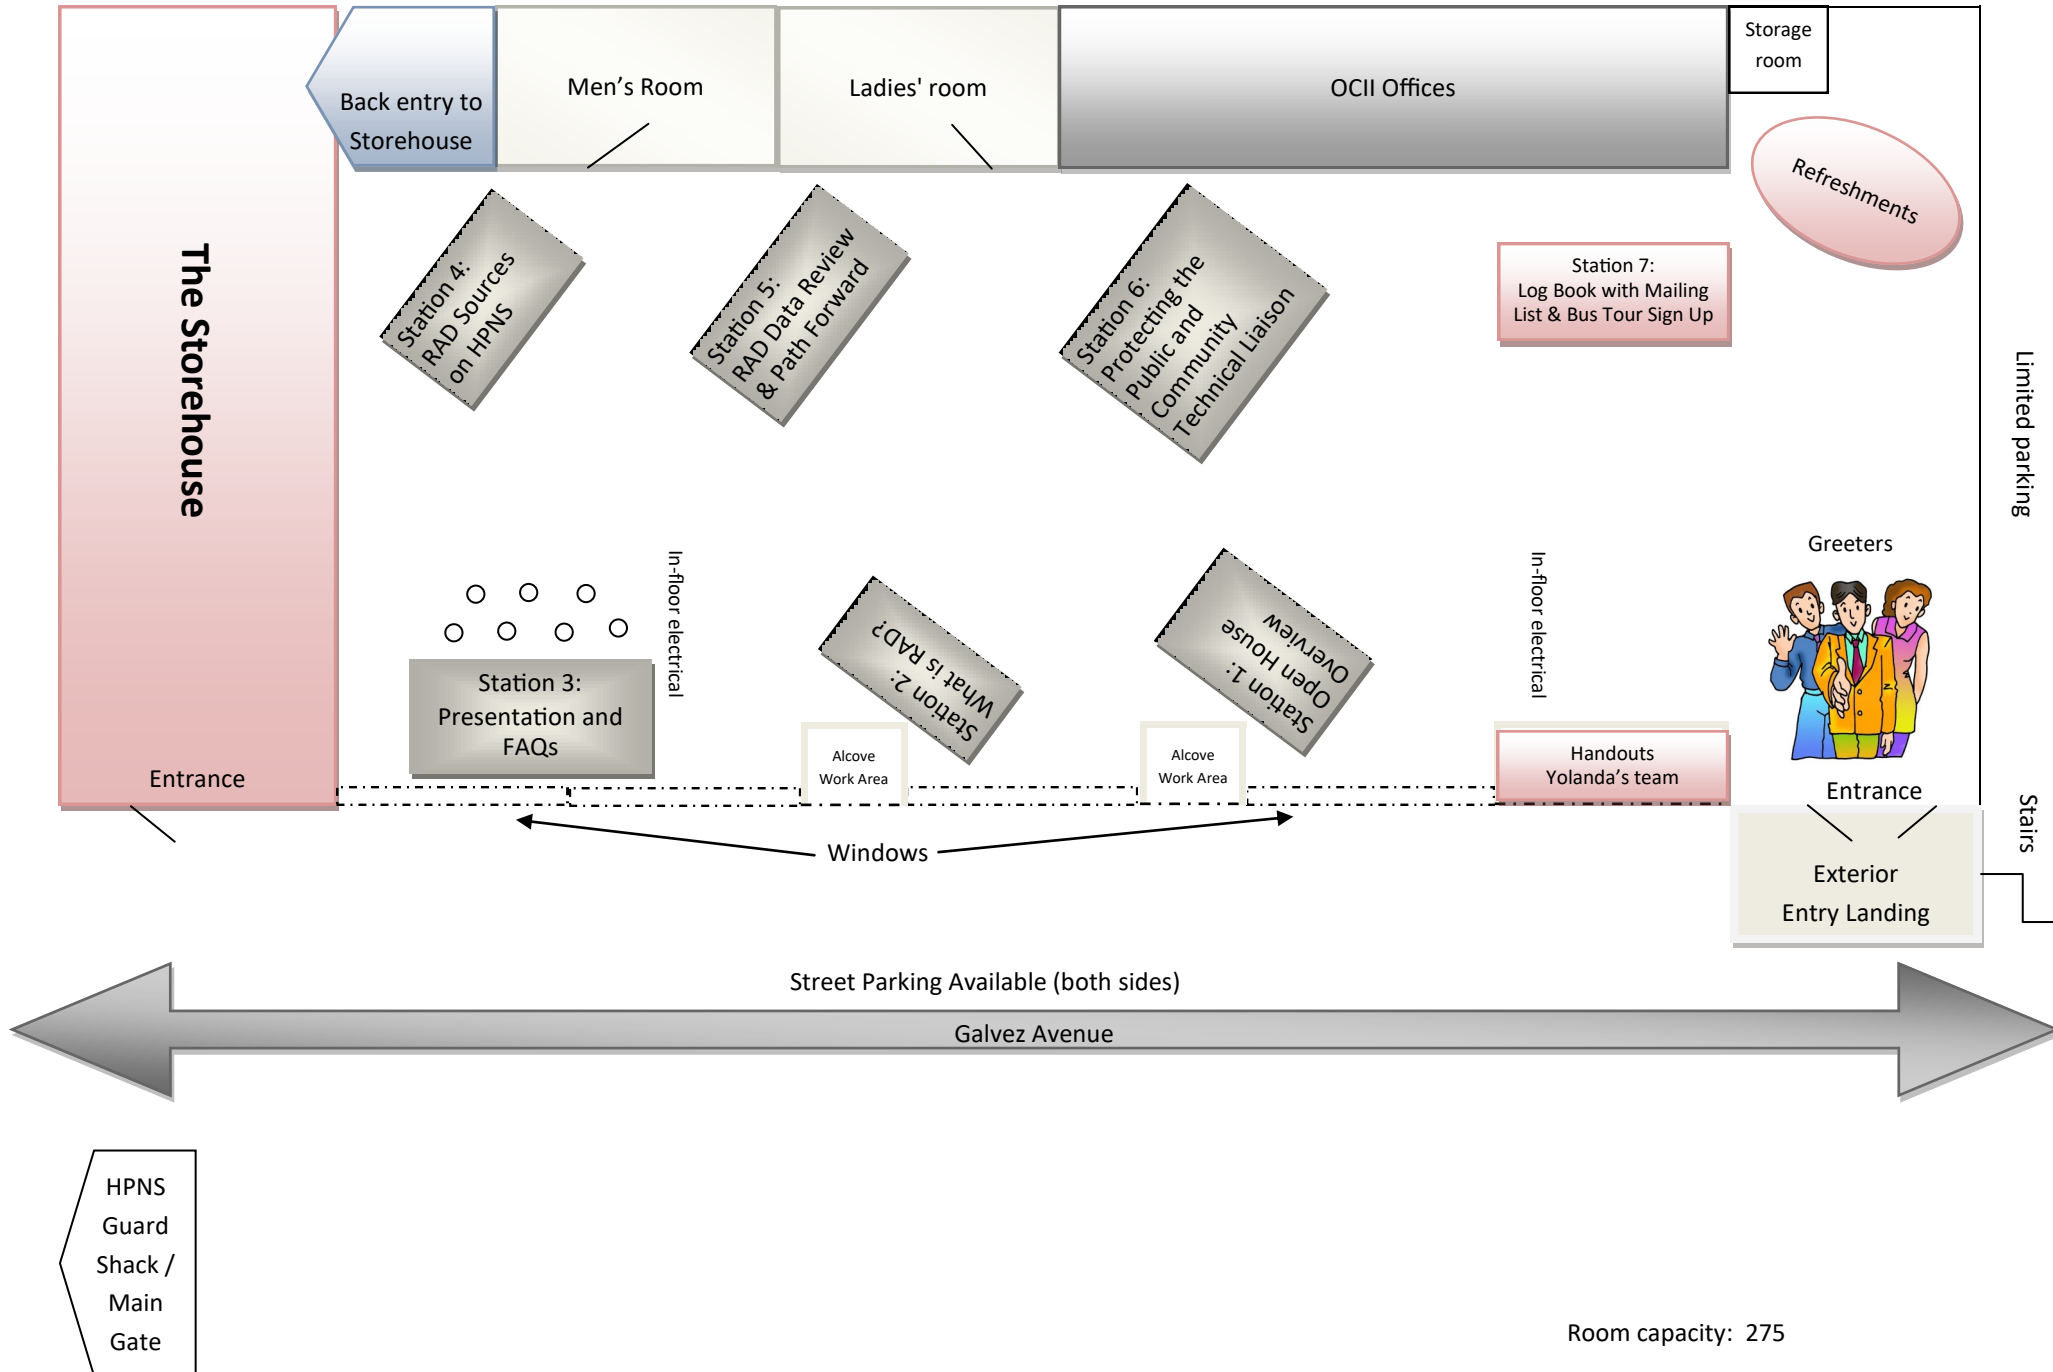 The Storehouse
Entrance
Back entry to
Storehouse
Men’s Room
Ladies' room
OCII Offices
Storage
room
Refreshments
Station 4:
RAD Sources
on HPNS
Station 5:
RAD Data Review
& Path Forward
Station 6:
Protecting the
Public and
Community
Technical Liaison
Station 7:
Log Book with Mailing
List & Bus Tour Sign Up
Limited parking
In-floor electrical
Station 3:
Presentation and
FAQs
Station 2:
What is RAD?
Station 1:
Open House
Overview
In-floor electrical
Greeters
Alcove
Work Area
Alcove
Work Area
Handouts
Yolanda’s team
Entrance
Stairs
Windows
Exterior
Entry Landing
Street Parking Available (both sides)
Galvez Avenue
HPNS
Guard
Shack /
Main
Gate
Room capacity: 275